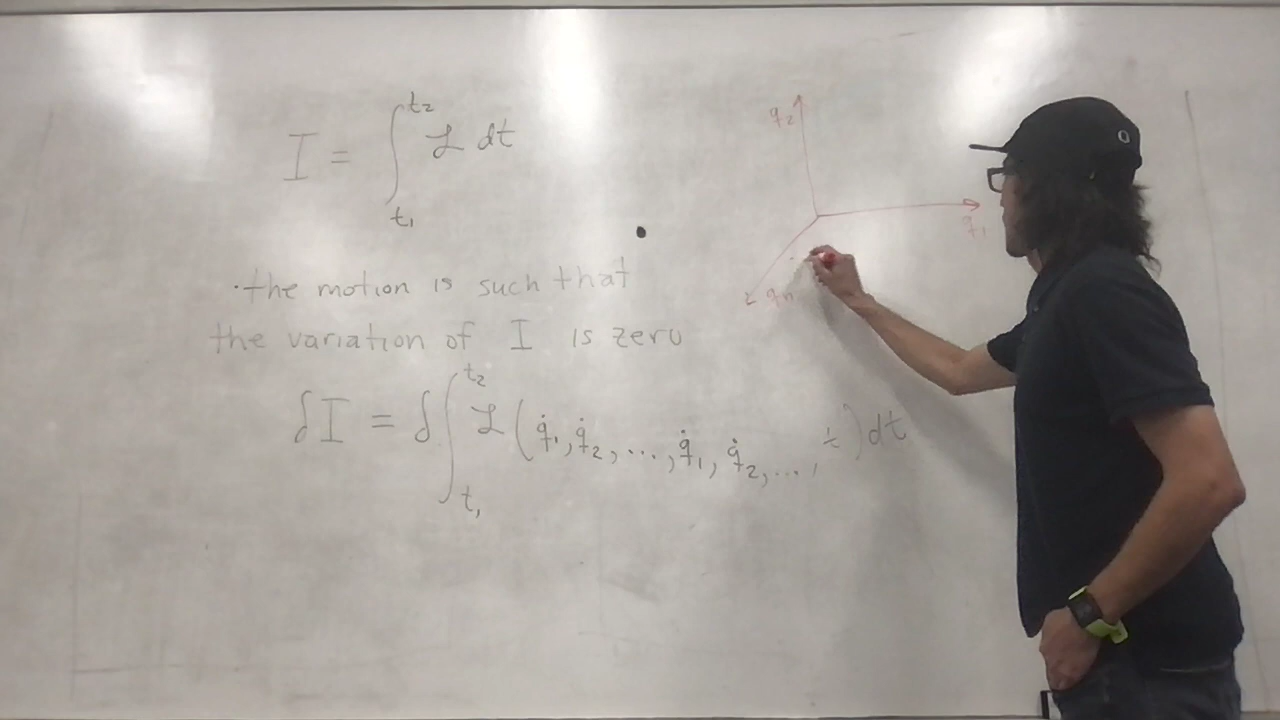 I = ∫_{t₁}^{t₂} ℒ dt
·the motion is such that
the variation of I is zero
δI = δ∫_{t₁}^{t₂} ℒ(q̇₁, q̇₂, ..., q̇₁, q̇₂, ..., t)dt
q₂
q₁
qₙ